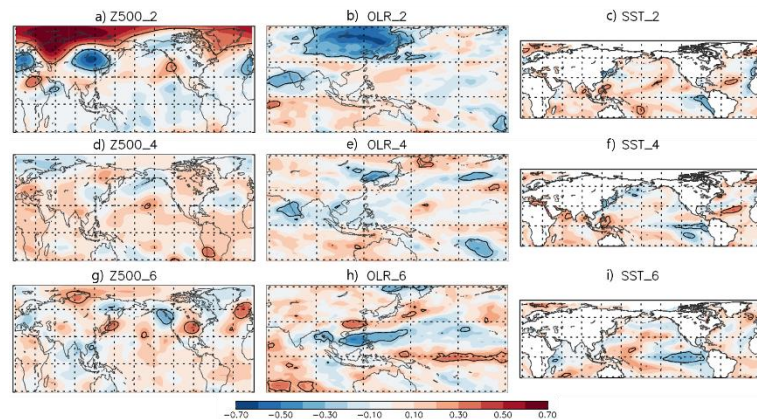 a) Z500_2
b) OLR_2
c) SST_2
d) Z500_4
e) OLR_4
f) SST_4
g) Z500_6
h) OLR_6
i) SST_6
-0.70 -0.50 -0.30 -0.10 0.10 0.30 0.50 0.70